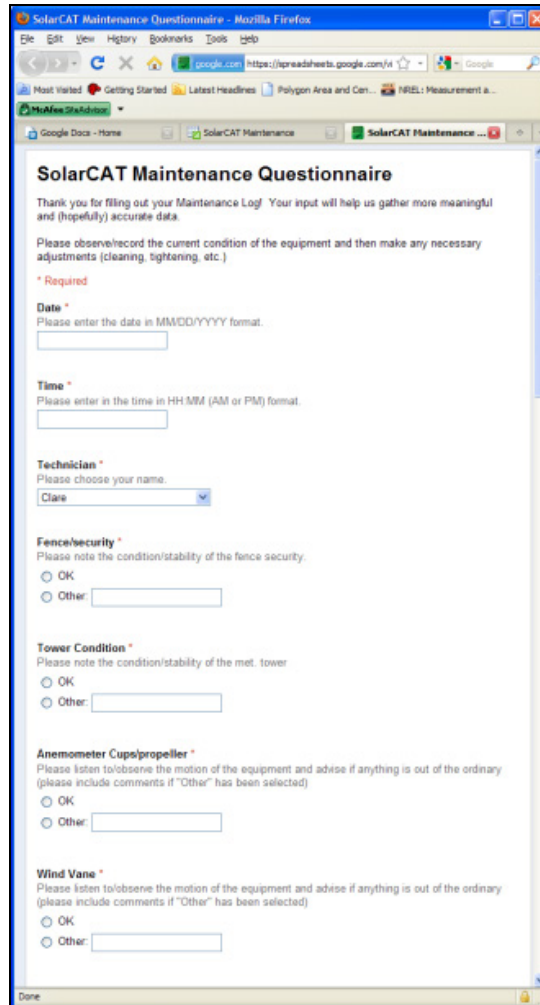 SolarCAT Maintenance Questionnaire - Mozilla Firefox
File Edit View History Bookmarks Tools Help
google.com https://spreadsheets.google.com/vi Google
Most Visited Getting Started Latest Headlines Polygon Area and Cen... NREL: Measurement a...
McAfee SiteAdvisor
Google Docs - Home SolarCAT Maintenance SolarCAT Maintenance ...
SolarCAT Maintenance Questionnaire
Thank you for filling out your Maintenance Log! Your input will help us gather more meaningful
and (hopefully) accurate data.
Please observe/record the current condition of the equipment and then make any necessary
adjustments (cleaning, tightening, etc.)
* Required
Date *
Please enter the date in MM/DD/YYYY format.
Time *
Please enter in the time in HH:MM (AM or PM) format.
Technician *
Please choose your name.
Clare
Fence/security *
Please note the condition/stability of the fence security.
OK
Other:
Tower Condition *
Please note the condition/stability of the met. tower
OK
Other:
Anemometer Cups/propeller *
Please listen to/observe the motion of the equipment and advise if anything is out of the ordinary
(please include comments if "Other" has been selected)
OK
Other:
Wind Vane *
Please listen to/observe the motion of the equipment and advise if anything is out of the ordinary
(please include comments if "Other" has been selected)
OK
Other:
Done